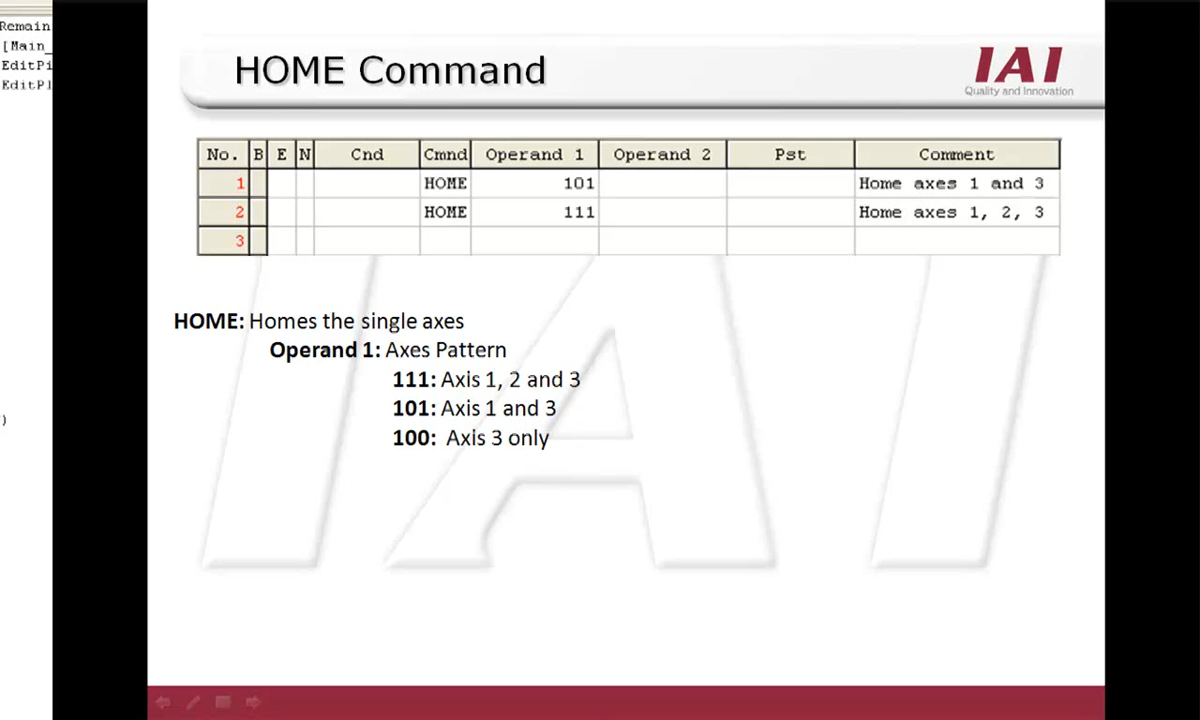 Remain
[Main_
EditPi
EditPl
)
HOME Command
IAI
Quality and Innovation
No. B E N Cnd Cmnd Operand 1 Operand 2 Pst Comment
1 HOME 101 Home axes 1 and 3
2 HOME 111 Home axes 1, 2, 3
3
HOME: Homes the single axes
Operand 1: Axes Pattern
111: Axis 1, 2 and 3
101: Axis 1 and 3
100: Axis 3 only
IAI